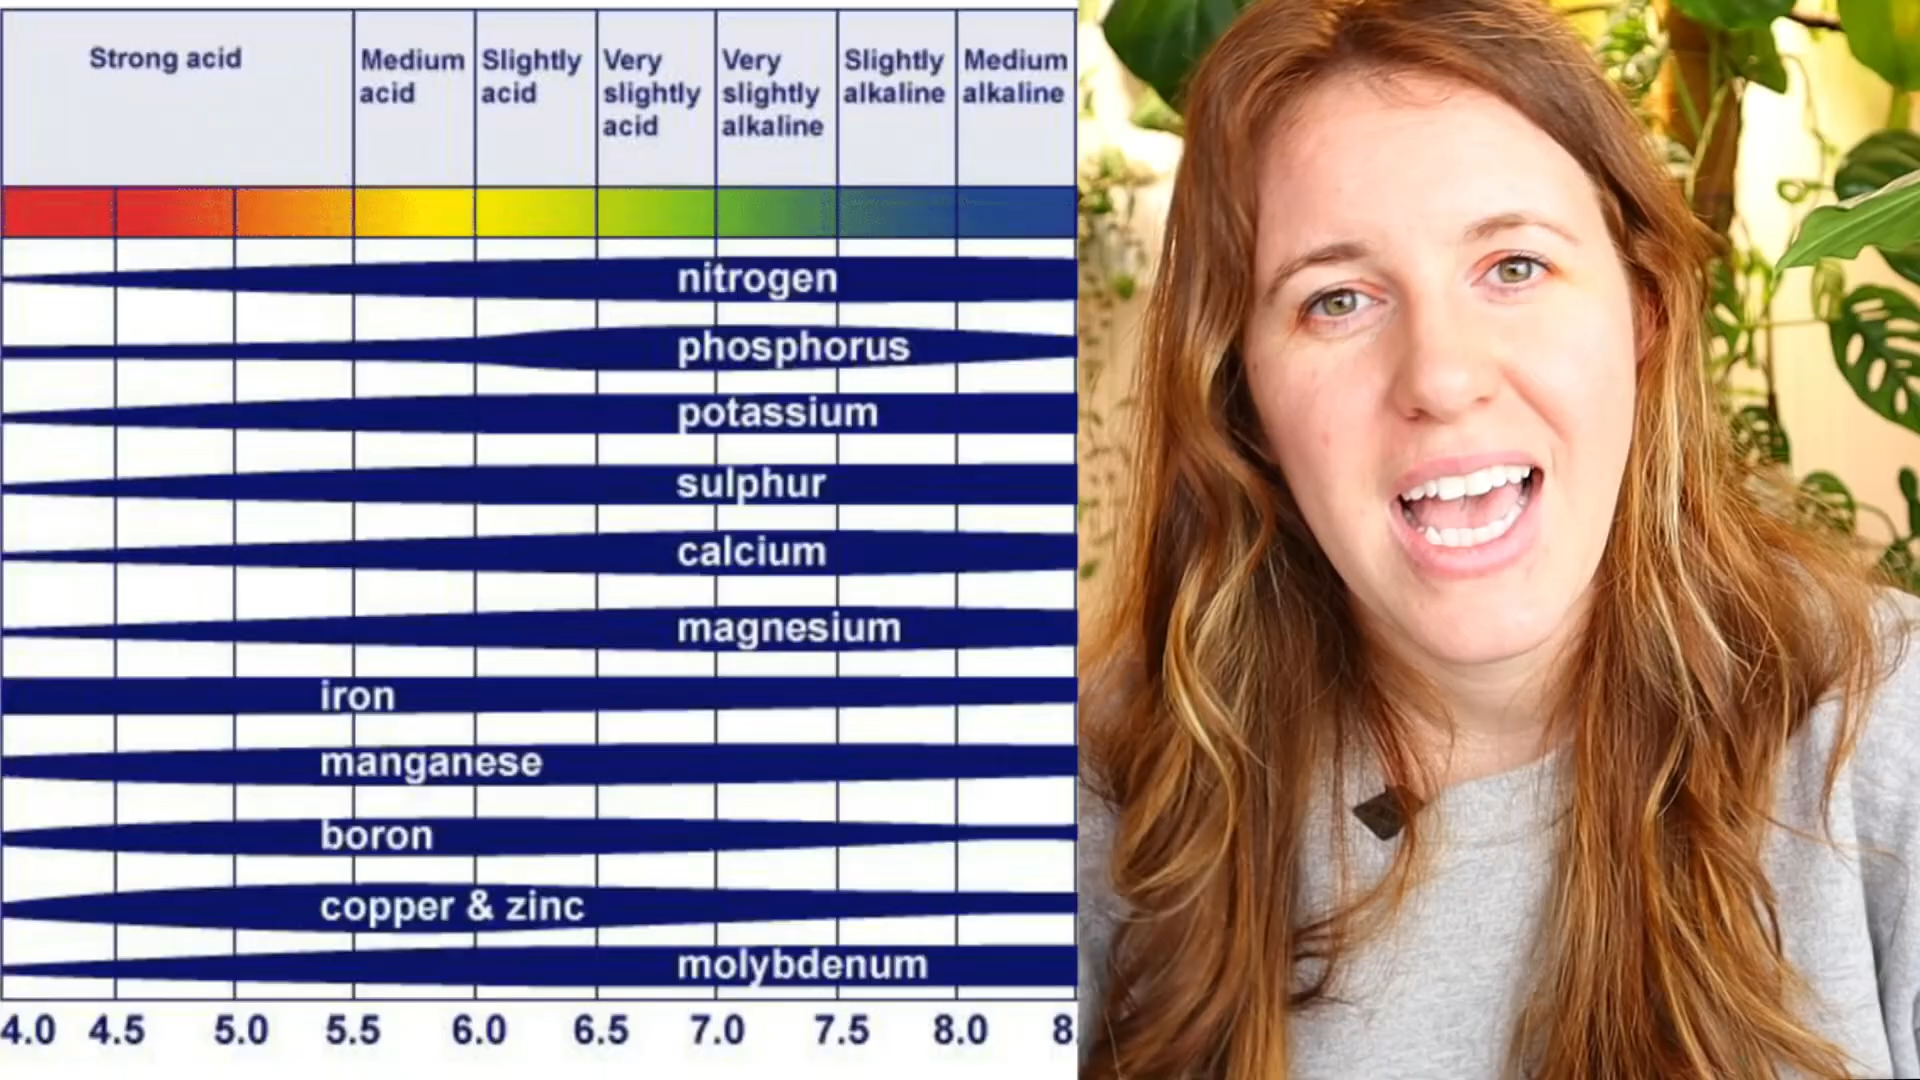 Strong acid
Medium
acid
Slightly
acid
Very
slightly
acid
Very
slightly
alkaline
Slightly
alkaline
Medium
alkaline
nitrogen
phosphorus
potassium
sulphur
calcium
magnesium
iron
manganese
boron
copper & zinc
molybdenum
4.0 4.5 5.0 5.5 6.0 6.5 7.0 7.5 8.0 8.